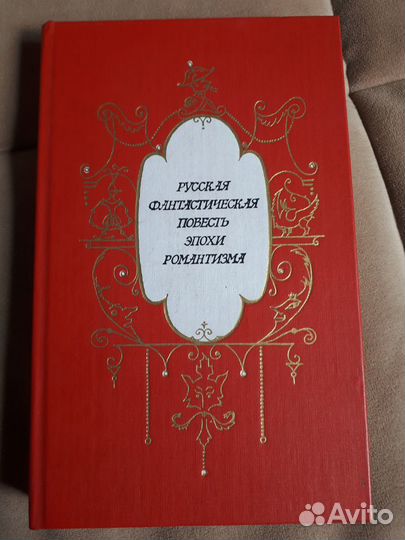 РУССКАЯ
ФАНТАСТИЧЕСКАЯ
ПОВЕСТЬ
ЭПОХИ
РОМАНТИЗМА
Avito